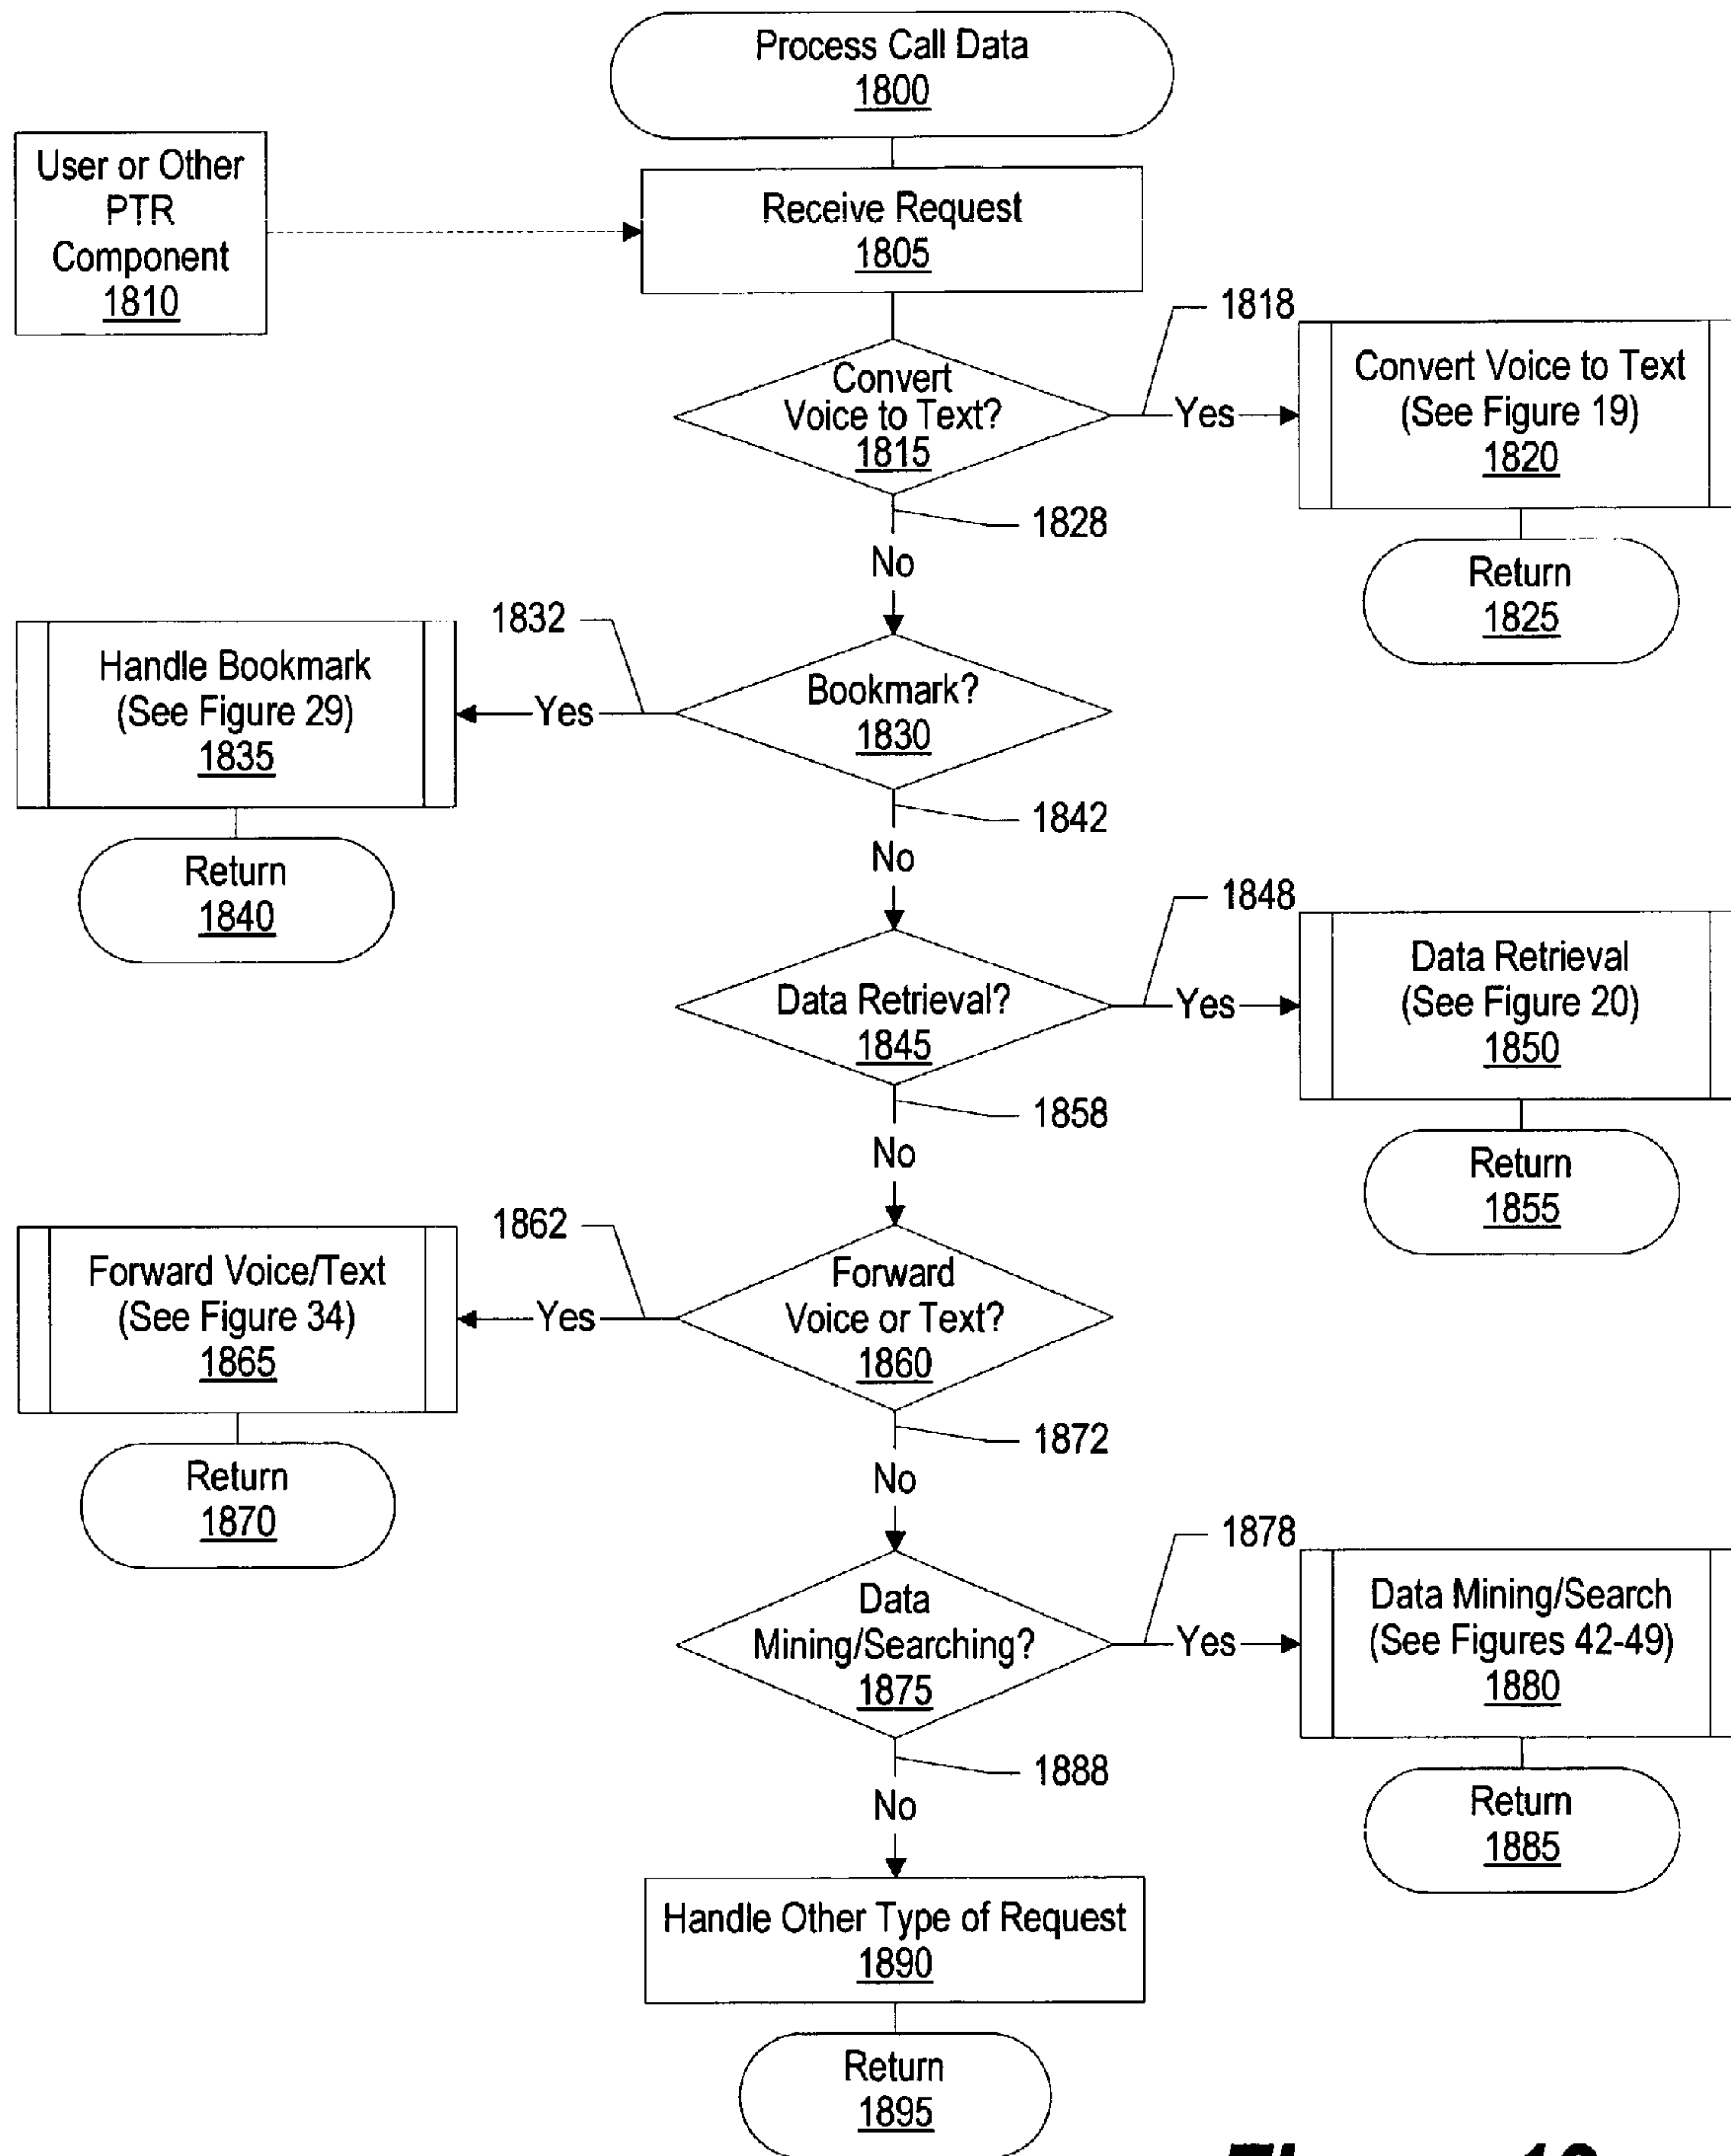 Process Call Data
1800
User or Other
PTR
Component
1810
Receive Request
1805
1818
Convert
Voice to Text?
1815
Yes
Convert Voice to Text
(See Figure 19)
1820
1828
No
Return
1825
1832
Handle Bookmark
(See Figure 29)
1835
Yes
Bookmark?
1830
1842
No
Return
1840
1848
Data Retrieval?
1845
Yes
Data Retrieval
(See Figure 20)
1850
1858
No
Return
1855
1862
Forward Voice/Text
(See Figure 34)
1865
Yes
Forward
Voice or Text?
1860
1872
No
Return
1870
1878
Data
Mining/Searching?
1875
Yes
Data Mining/Search
(See Figures 42-49)
1880
1888
No
Return
1885
Handle Other Type of Request
1890
Return
1895